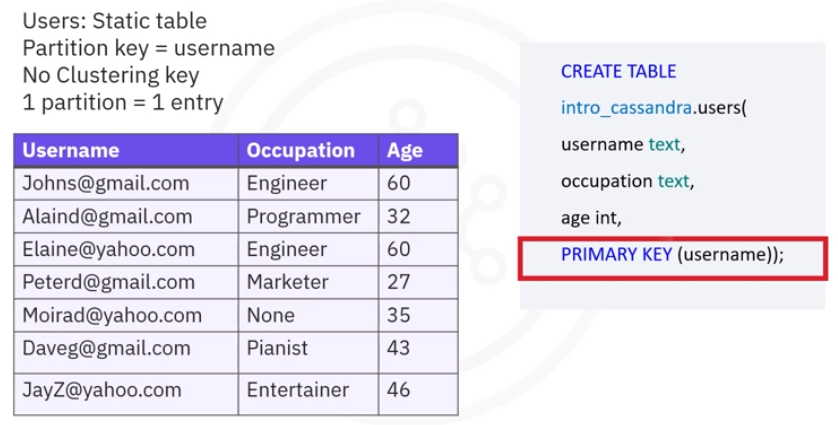 Users: Static table
Partition key = username
No Clustering key
1 partition = 1 entry
Username Occupation Age
Johns@gmail.com Engineer 60
Alaind@gmail.com Programmer 32
Elaine@yahoo.com Engineer 60
Peterd@gmail.com Marketer 27
Moirad@yahoo.com None 35
Daveg@gmail.com Pianist 43
JayZ@yahoo.com Entertainer 46
CREATE TABLE
intro_cassandra.users(
username text,
occupation text,
age int,
PRIMARY KEY (username));